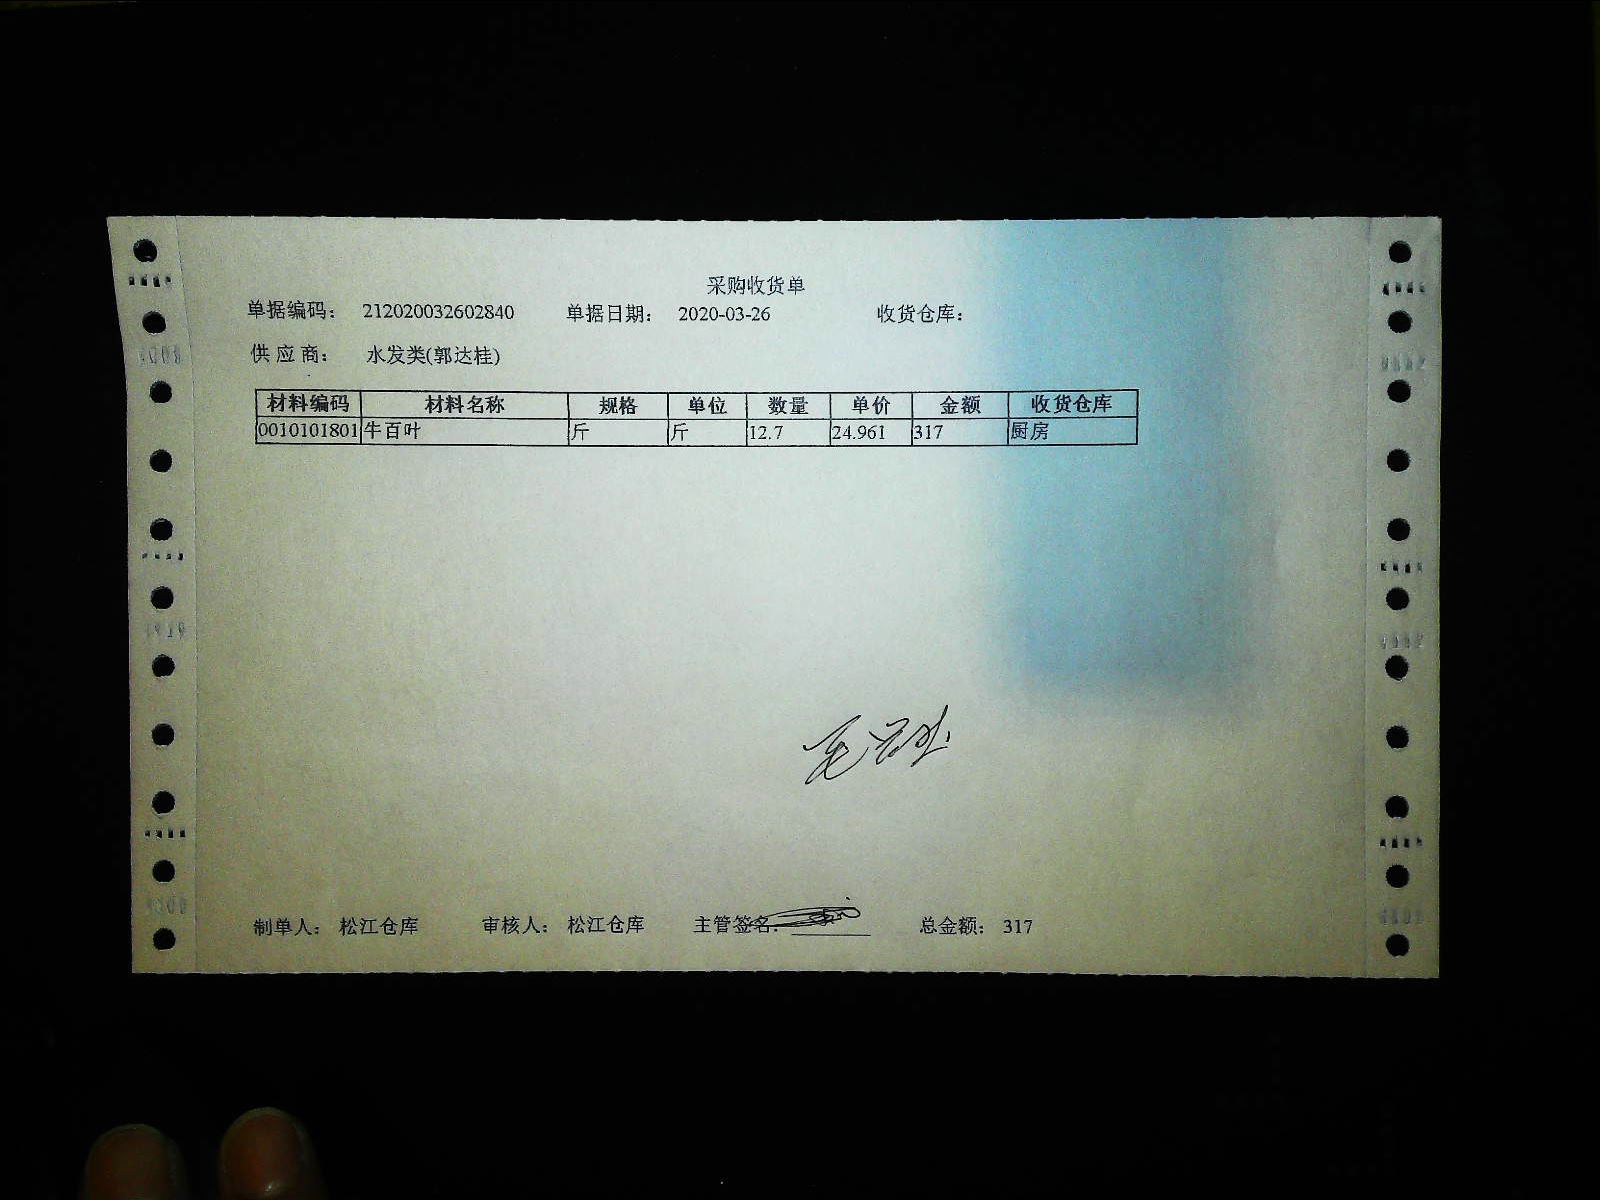 采购收货单
单据编码： 212020032602840 单据日期： 2020-03-26 收货仓库：
供 应 商： 水发类(郭达桂)
材料编码 材料名称 规格 单位 数量 单价 金额 收货仓库
0010101801 牛百叶 斤 斤 12.7 24.961 317 厨房
制单人： 松江仓库 审核人： 松江仓库 主管签名： 总金额： 317